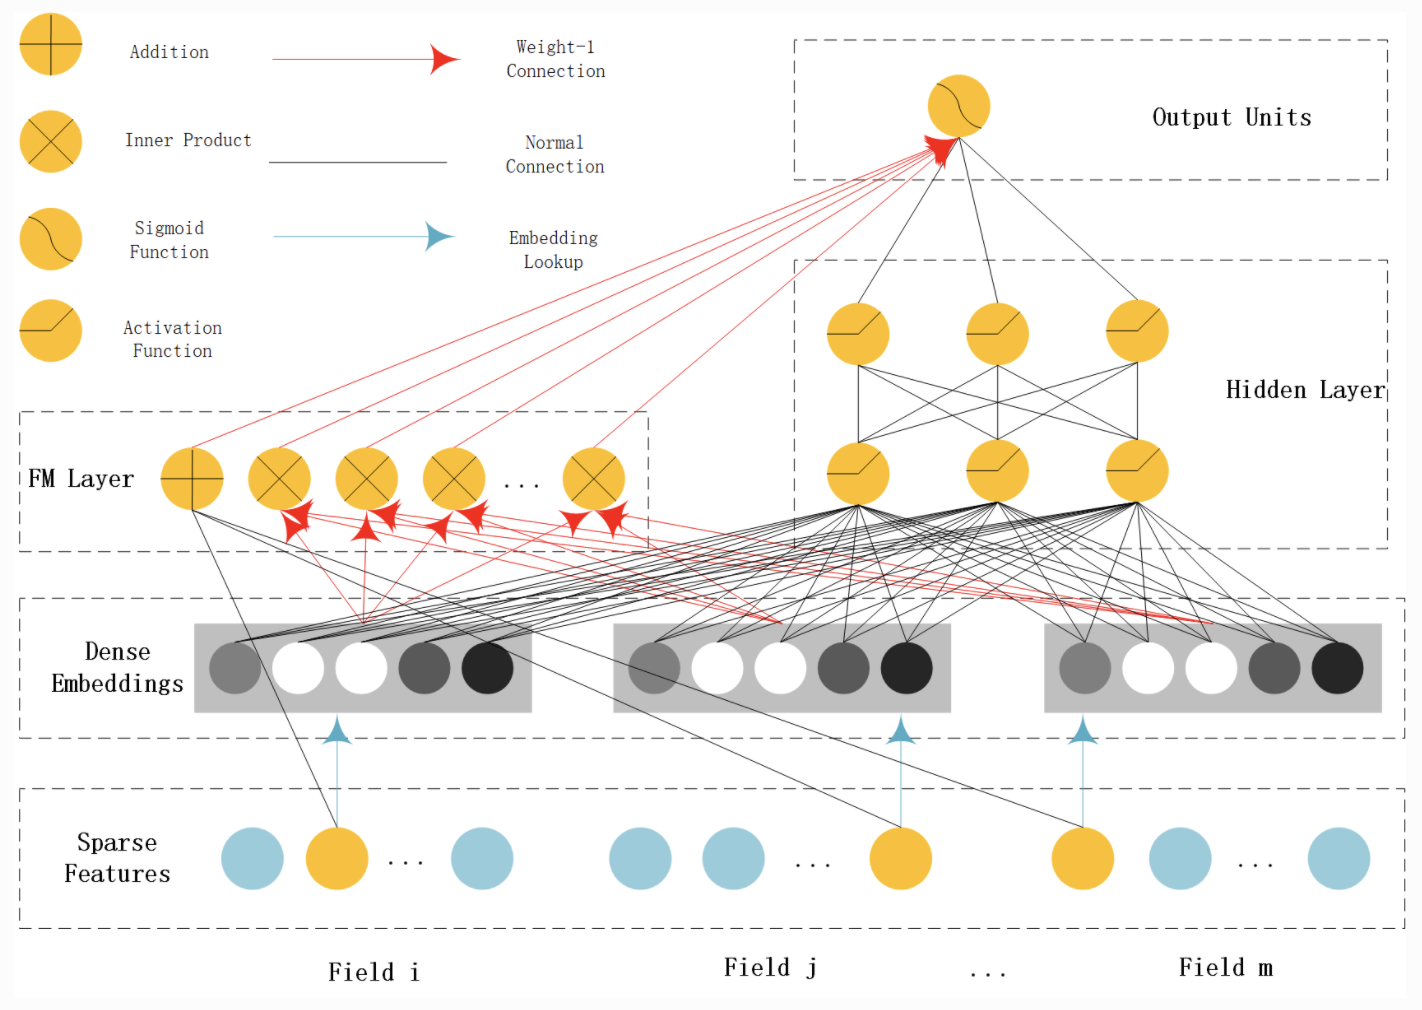 Addition
Weight-1
Connection
Inner Product
Normal
Connection
Sigmoid
Function
Embedding
Lookup
Activation
Function
Output Units
Hidden Layer
FM Layer
...
Dense
Embeddings
Sparse
Features
...
...
...
Field i
Field j
...
Field m